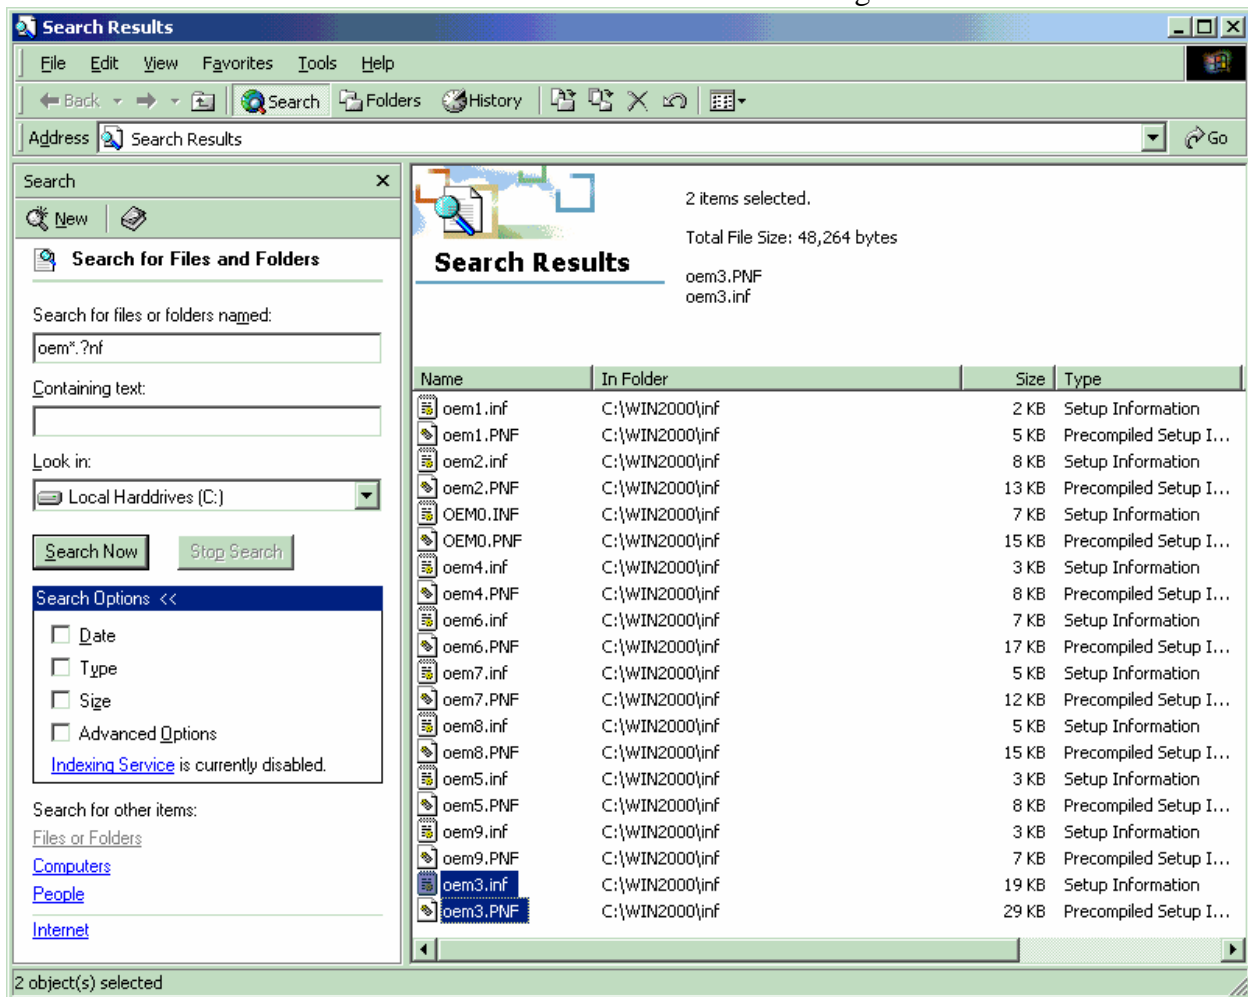 Search Results
File Edit View Favorites Tools Help
Back Search Folders History
Address Search Results Go
Search
New
Search for Files and Folders
Search for files or folders named:
oem*.?nf
Containing text:
Look in:
Local Harddrives (C:)
Search Now Stop Search
Search Options <<
Date
Type
Size
Advanced Options
Indexing Service is currently disabled.
Search for other items:
Files or Folders
Computers
People
Internet
Search Results
2 items selected.
Total File Size: 48,264 bytes
oem3.PNF
oem3.inf
Name In Folder Size Type
oem1.inf C:\WIN2000\inf 2 KB Setup Information
oem1.PNF C:\WIN2000\inf 5 KB Precompiled Setup I...
oem2.inf C:\WIN2000\inf 8 KB Setup Information
oem2.PNF C:\WIN2000\inf 13 KB Precompiled Setup I...
OEM0.INF C:\WIN2000\inf 7 KB Setup Information
OEM0.PNF C:\WIN2000\inf 15 KB Precompiled Setup I...
oem4.inf C:\WIN2000\inf 3 KB Setup Information
oem4.PNF C:\WIN2000\inf 8 KB Precompiled Setup I...
oem6.inf C:\WIN2000\inf 7 KB Setup Information
oem6.PNF C:\WIN2000\inf 17 KB Precompiled Setup I...
oem7.inf C:\WIN2000\inf 5 KB Setup Information
oem7.PNF C:\WIN2000\inf 12 KB Precompiled Setup I...
oem8.inf C:\WIN2000\inf 5 KB Setup Information
oem8.PNF C:\WIN2000\inf 15 KB Precompiled Setup I...
oem5.inf C:\WIN2000\inf 3 KB Setup Information
oem5.PNF C:\WIN2000\inf 8 KB Precompiled Setup I...
oem9.inf C:\WIN2000\inf 3 KB Setup Information
oem9.PNF C:\WIN2000\inf 7 KB Precompiled Setup I...
oem3.inf C:\WIN2000\inf 19 KB Setup Information
oem3.PNF C:\WIN2000\inf 29 KB Precompiled Setup I...
2 object(s) selected